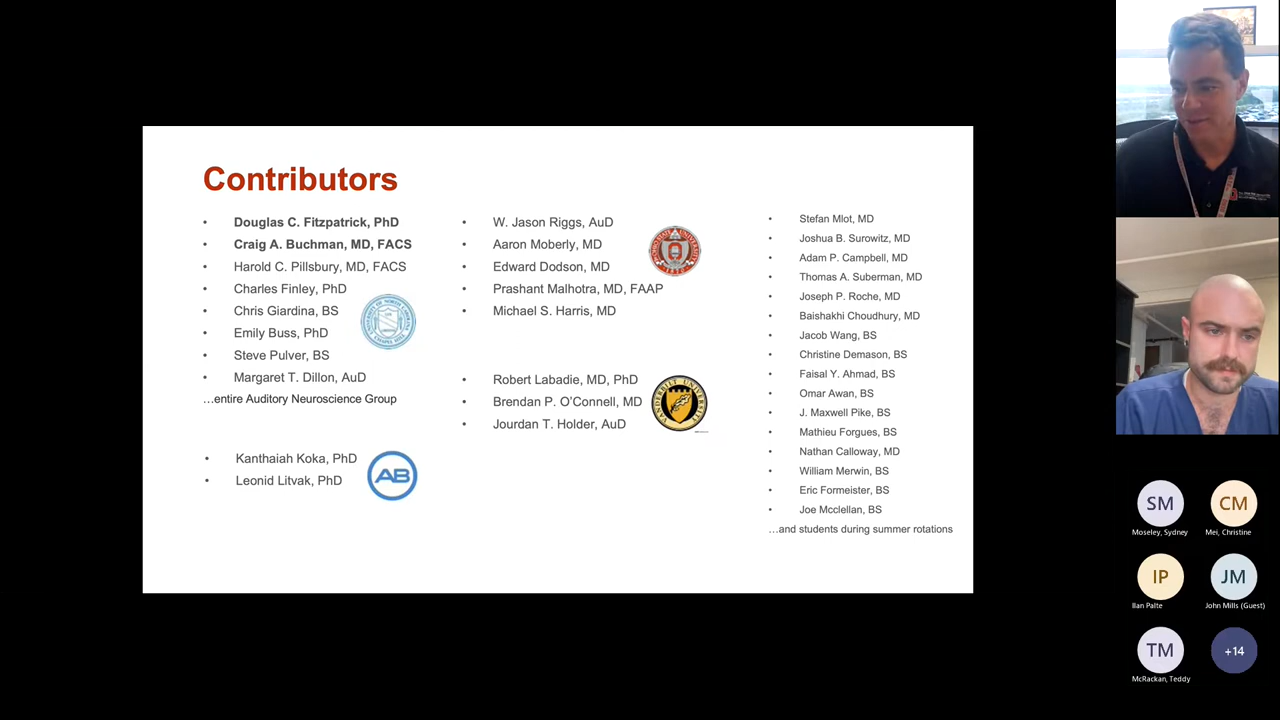 Contributors
• Douglas C. Fitzpatrick, PhD
• Craig A. Buchman, MD, FACS
• Harold C. Pillsbury, MD, FACS
• Charles Finley, PhD
• Chris Giardina, BS
• Emily Buss, PhD
• Steve Pulver, BS
• Margaret T. Dillon, AuD
…entire Auditory Neuroscience Group
• Kanthaiah Koka, PhD
• Leonid Litvak, PhD
AB
• W. Jason Riggs, AuD
• Aaron Moberly, MD
• Edward Dodson, MD
• Prashant Malhotra, MD, FAAP
• Michael S. Harris, MD
• Robert Labadie, MD, PhD
• Brendan P. O'Connell, MD
• Jourdan T. Holder, AuD
VANDERBILT UNIVERSITY
• Stefan Mlot, MD
• Joshua B. Surowitz, MD
• Adam P. Campbell, MD
• Thomas A. Suberman, MD
• Joseph P. Roche, MD
• Baishakhi Choudhury, MD
• Jacob Wang, BS
• Christine Demason, BS
• Faisal Y. Ahmad, BS
• Omar Awan, BS
• J. Maxwell Pike, BS
• Mathieu Forgues, BS
• Nathan Calloway, MD
• William Merwin, BS
• Eric Formeister, BS
• Joe Mcclellan, BS
…and students during summer rotations
SM
Moseley, Sydney
CM
Mei, Christine
IP
Ilan Palte
JM
John Mills (Guest)
TM
McRackan, Teddy
+14